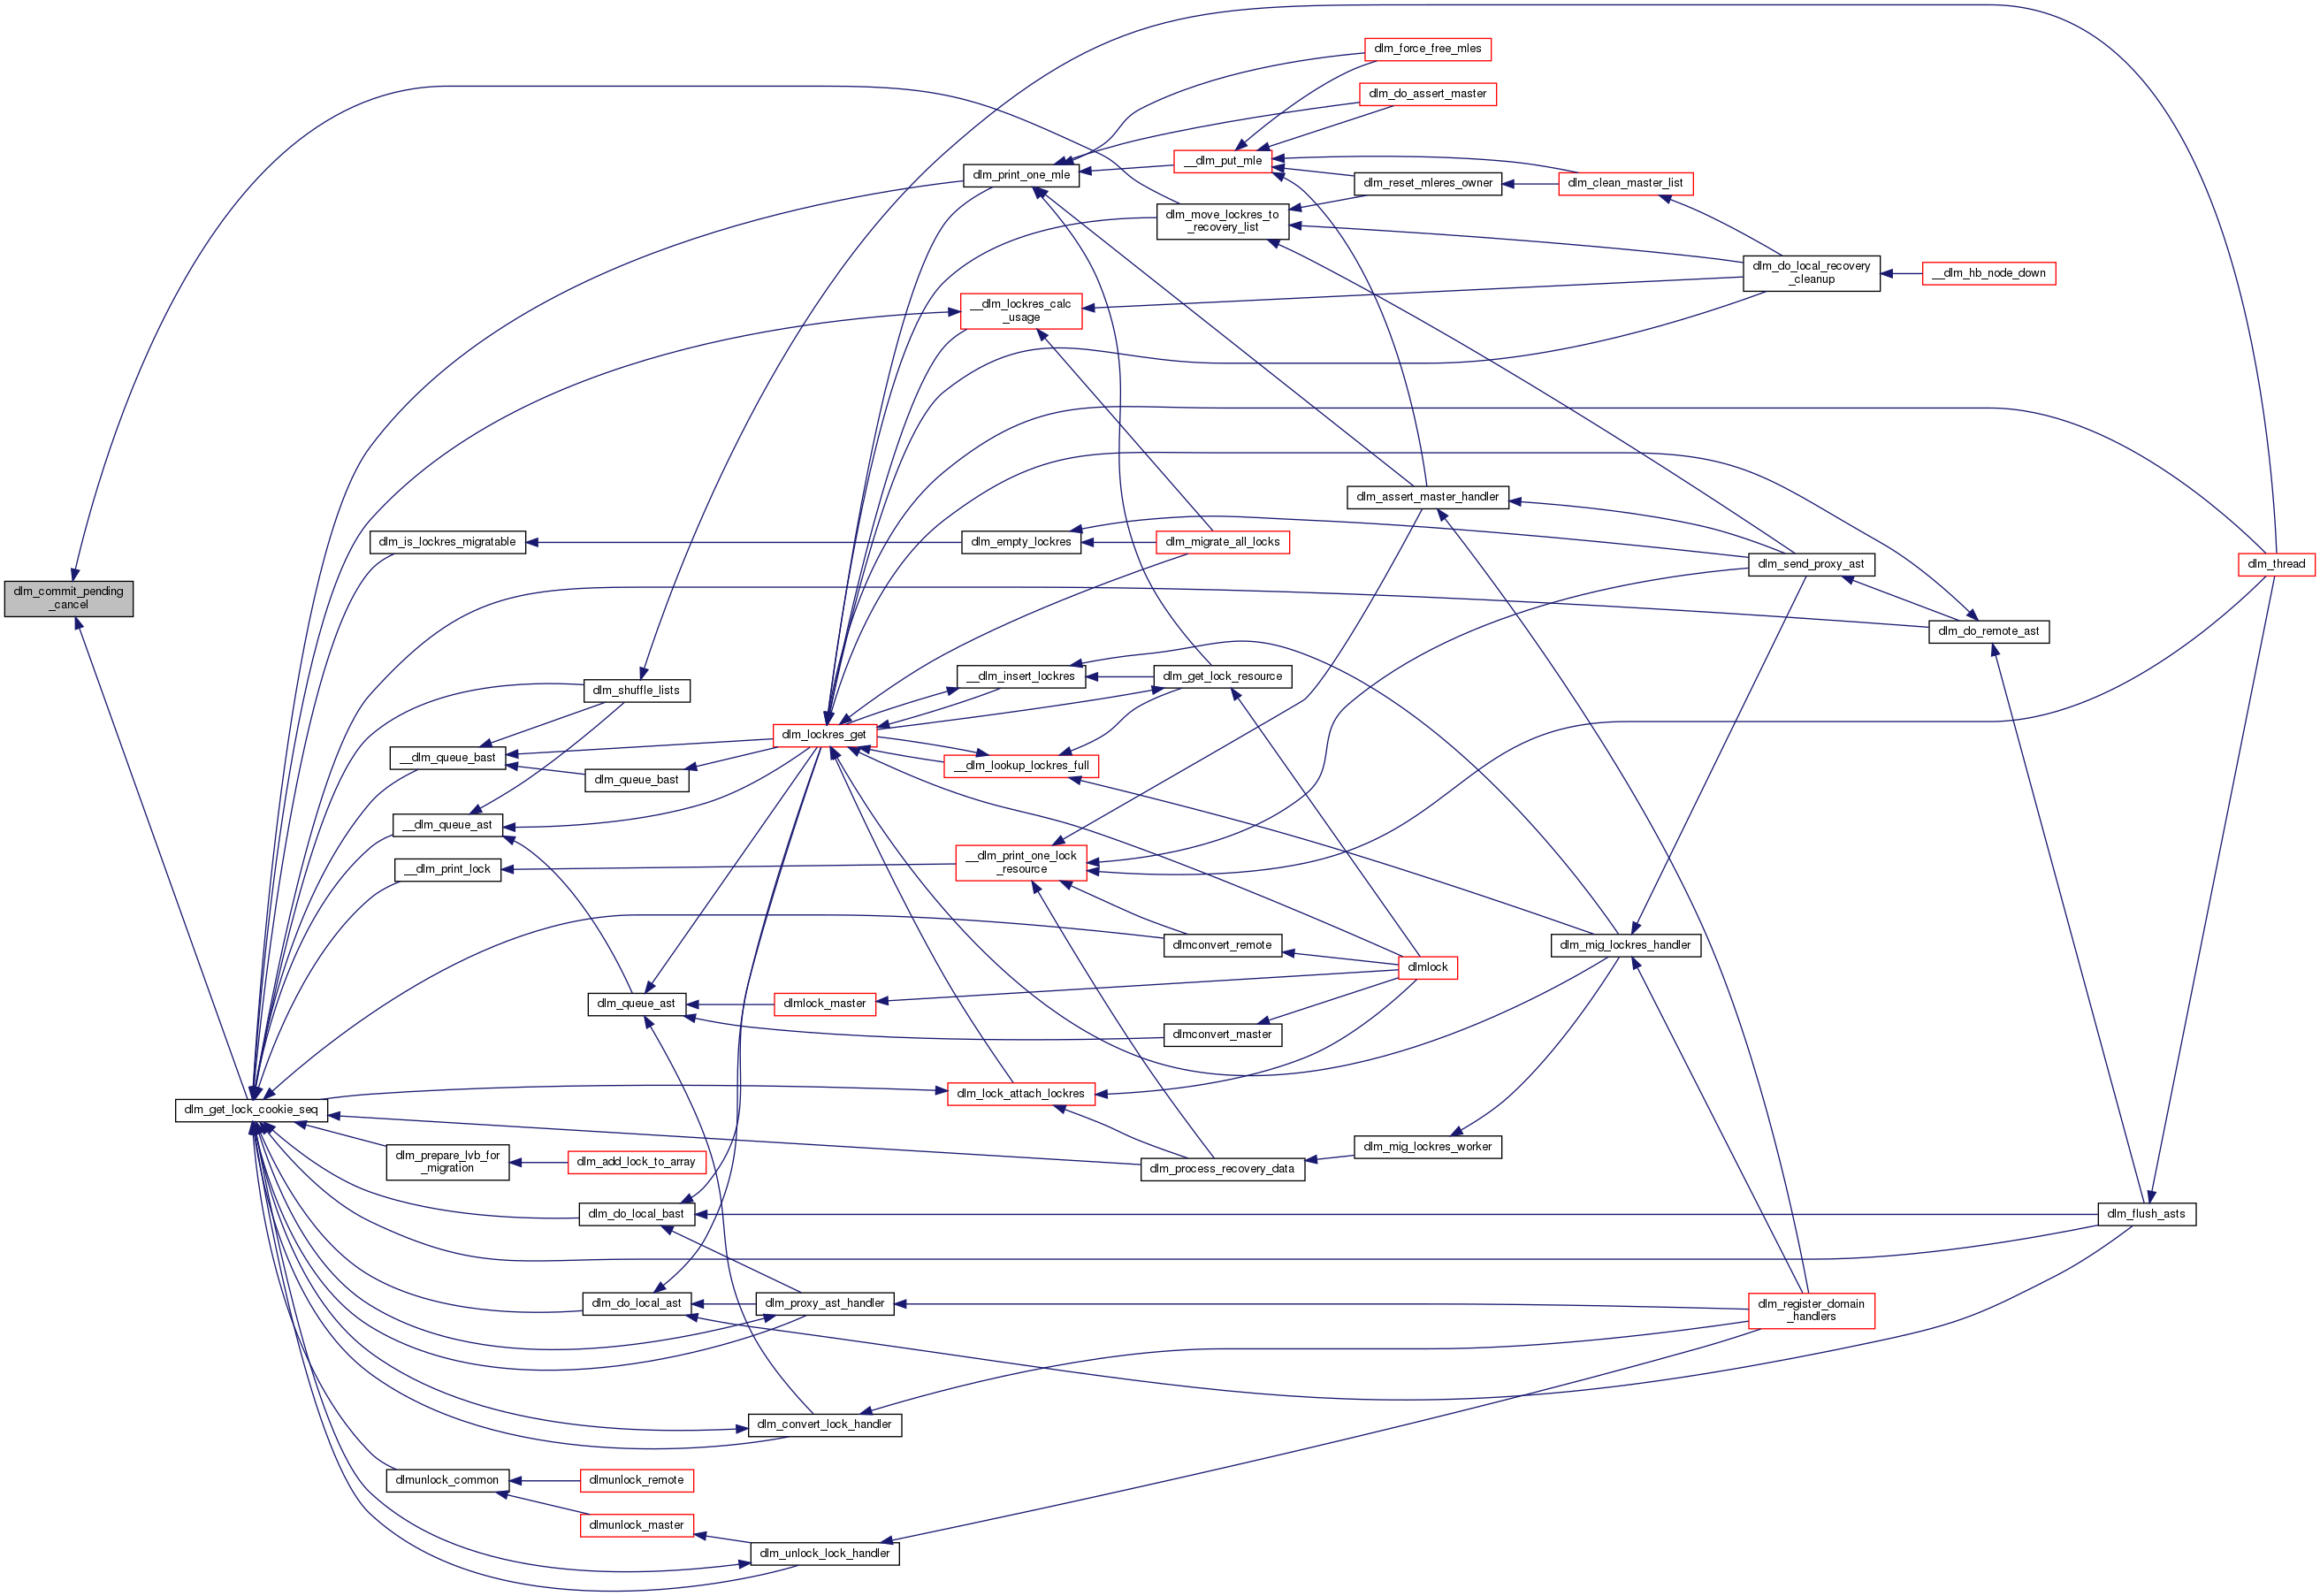 dlm_force_free_mles
dlm_do_assert_master
__dlm_put_mle
dlm_print_one_mle
dlm_reset_mleres_owner
dlm_clean_master_list
dlm_move_lockres_to
_recovery_list
dlm_do_local_recovery
_cleanup
__dlm_hb_node_down
__dlm_lockres_calc
_usage
dlm_assert_master_handler
dlm_is_lockres_migratable
dlm_empty_lockres
dlm_migrate_all_locks
dlm_send_proxy_ast
dlm_thread
dlm_commit_pending
_cancel
dlm_do_remote_ast
__dlm_insert_lockres
dlm_get_lock_resource
dlm_shuffle_lists
dlm_lockres_get
__dlm_queue_bast
__dlm_lookup_lockres_full
dlm_queue_bast
__dlm_queue_ast
__dlm_print_lock
__dlm_print_one_lock
_resource
dlmconvert_remote
dlm_mig_lockres_handler
dlmlock
dlm_queue_ast
dlmlock_master
dlmconvert_master
dlm_lock_attach_lockres
dlm_get_lock_cookie_seq
dlm_mig_lockres_worker
dlm_prepare_lvb_for
_migration
dlm_add_lock_to_array
dlm_process_recovery_data
dlm_do_local_bast
dlm_flush_asts
dlm_do_local_ast
dlm_proxy_ast_handler
dlm_register_domain
_handlers
dlm_convert_lock_handler
dlmunlock_common
dlmunlock_remote
dlmunlock_master
dlm_unlock_lock_handler